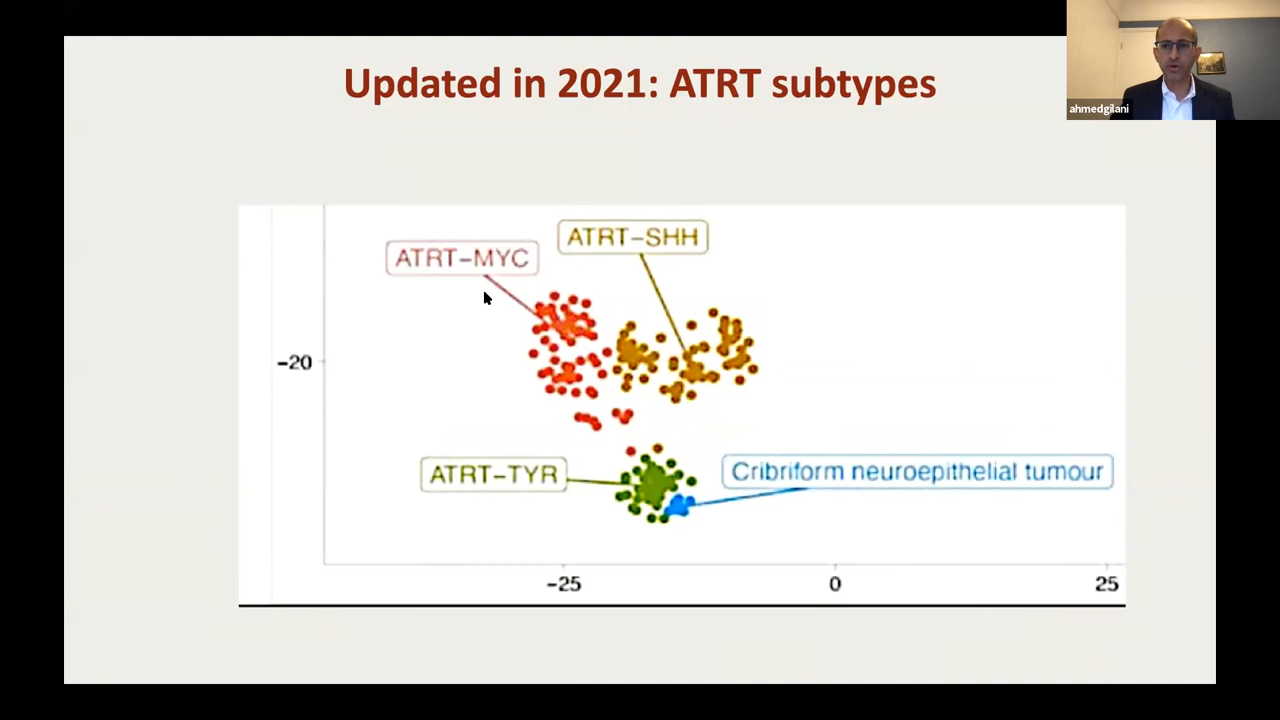 Updated in 2021: ATRT subtypes
ahmedgilani
ATRT–SHH
ATRT–MYC
−20
ATRT–TYR
Cribriform neuroepithelial tumour
−25
0
25